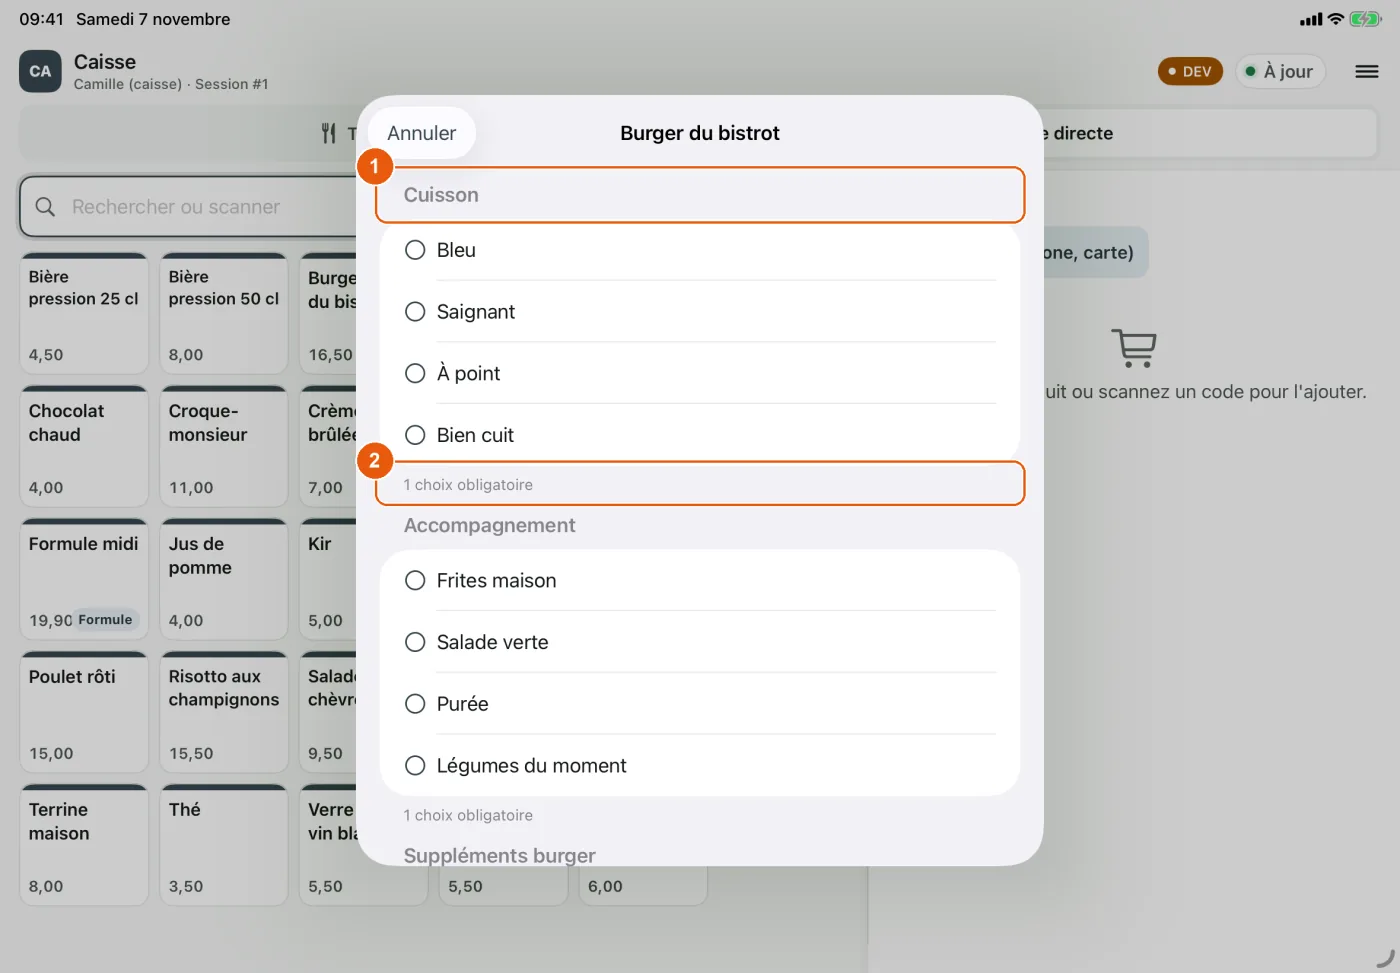 09:41 Samedi 7 novembre
CA
Caisse
Camille (caisse) · Session #1
DEV
À jour
Annuler
Burger du bistrot
directe
1
Cuisson
Rechercher ou scanner
Bleu
Saignant
À point
Bien cuit
2
1 choix obligatoire
Accompagnement
Frites maison
Salade verte
Purée
Légumes du moment
1 choix obligatoire
Suppléments burger
carte)
uit ou scannez un code pour l'ajouter.
Bière
pression 25 cl
4,50
Bière
pression 50 cl
8,00
Burge
du bis
16,50
Chocolat
chaud
4,00
Croque-
monsieur
11,00
Crème
brûlée
7,00
Formule midi
19,90 Formule
Jus de
pomme
4,00
Kir
5,00
Poulet rôti
15,00
Risotto aux
champignons
15,50
Salade
chèvre
9,50
Terrine
maison
8,00
Thé
3,50
Verre
vin bla
5,50
5,50
6,00